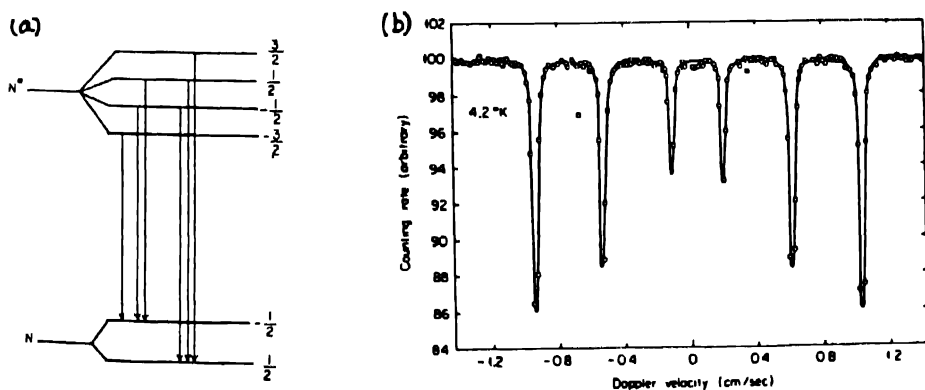 (a)
N*
3/2
1/2
-1/2
-3/2
N
-1/2
1/2
(b)
102
100
98
96
94
92
90
88
86
84
4.2°K
Counting rate (arbitrary)
-1.2 -0.8 -0.4 0 0.4 0.8 1.2
Doppler velocity (cm/sec)